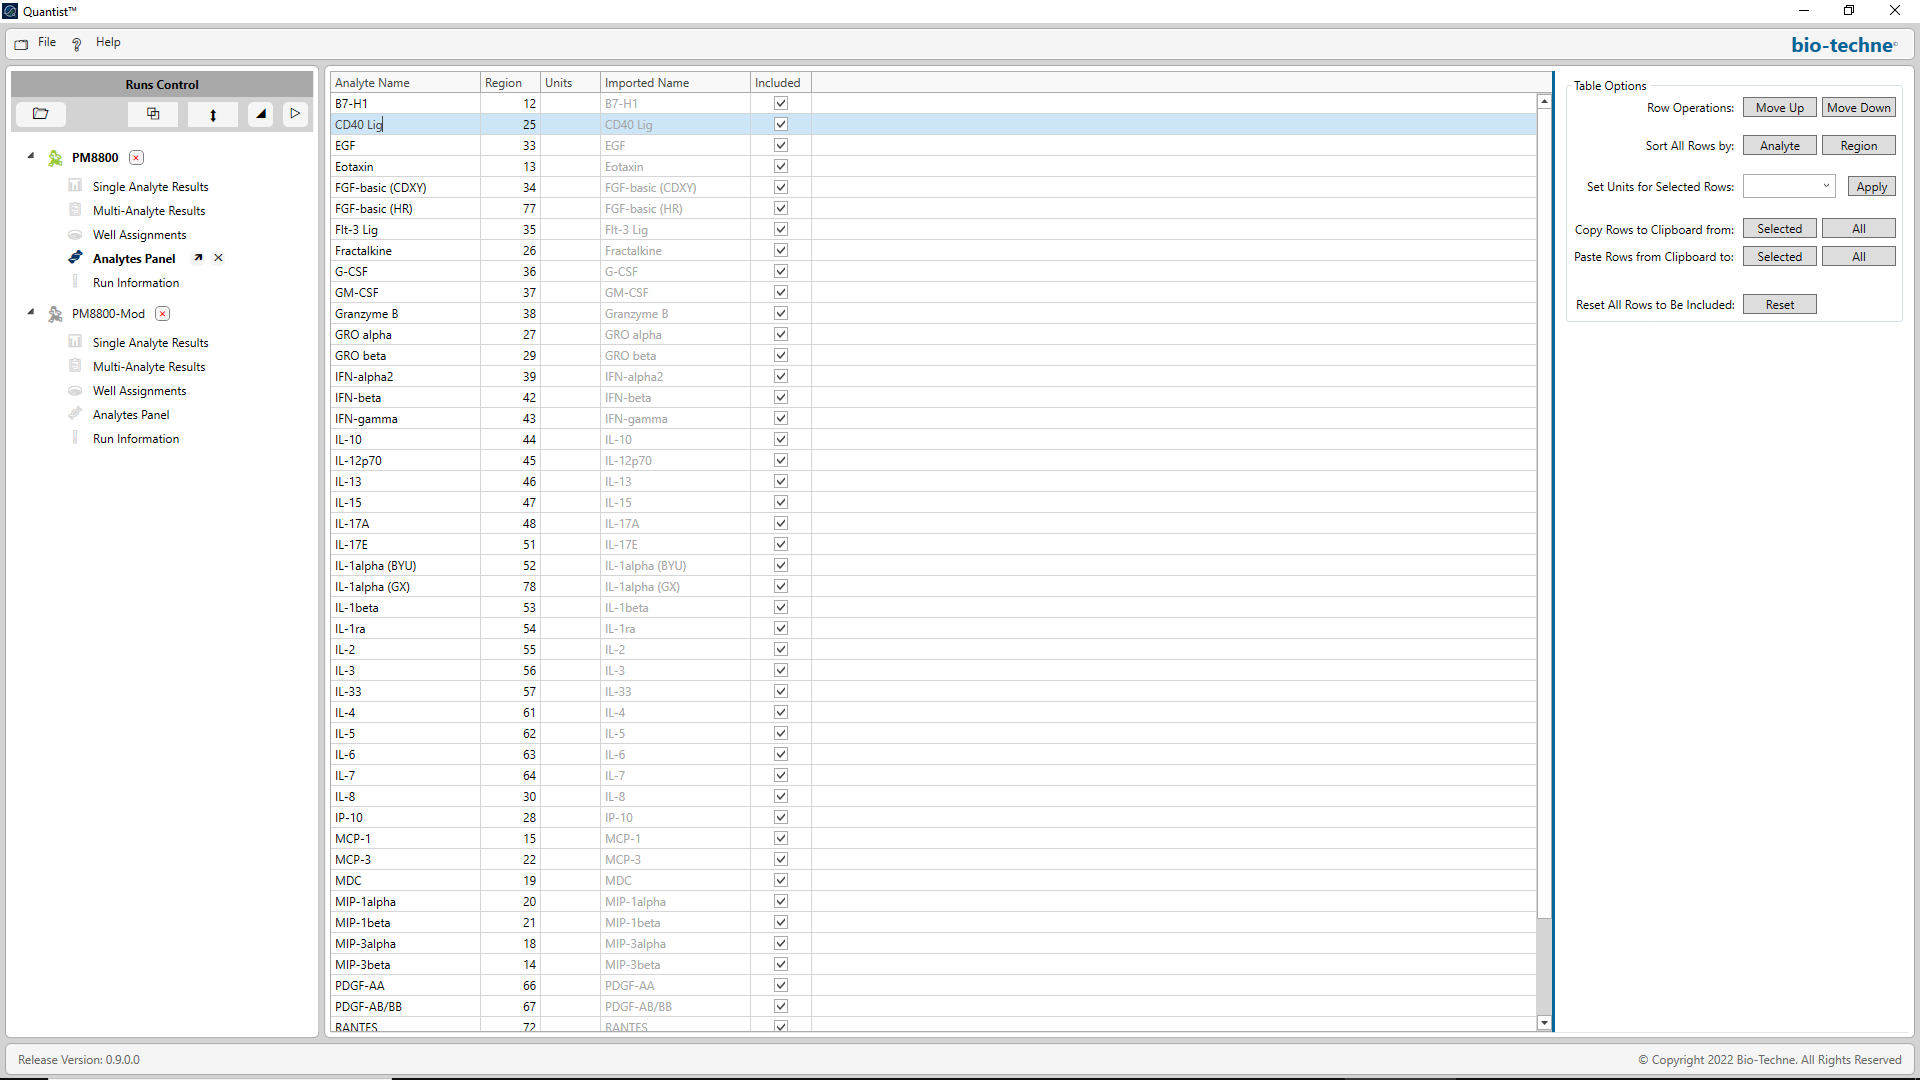 Quantist™
File Help
bio-techne®
Runs Control
PM8800
Single Analyte Results
Multi-Analyte Results
Well Assignments
Analytes Panel
Run Information
PM8800-Mod
Single Analyte Results
Multi-Analyte Results
Well Assignments
Analytes Panel
Run Information
Analyte Name Region Units Imported Name Included
B7-H1 12 B7-H1
CD40 Lig 25 CD40 Lig
EGF 33 EGF
Eotaxin 13 Eotaxin
FGF-basic (CDXY) 34 FGF-basic (CDXY)
FGF-basic (HR) 77 FGF-basic (HR)
Flt-3 Lig 35 Flt-3 Lig
Fractalkine 26 Fractalkine
G-CSF 36 G-CSF
GM-CSF 37 GM-CSF
Granzyme B 38 Granzyme B
GRO alpha 27 GRO alpha
GRO beta 29 GRO beta
IFN-alpha2 39 IFN-alpha2
IFN-beta 42 IFN-beta
IFN-gamma 43 IFN-gamma
IL-10 44 IL-10
IL-12p70 45 IL-12p70
IL-13 46 IL-13
IL-15 47 IL-15
IL-17A 48 IL-17A
IL-17E 51 IL-17E
IL-1alpha (BYU) 52 IL-1alpha (BYU)
IL-1alpha (GX) 78 IL-1alpha (GX)
IL-1beta 53 IL-1beta
IL-1ra 54 IL-1ra
IL-2 55 IL-2
IL-3 56 IL-3
IL-33 57 IL-33
IL-4 61 IL-4
IL-5 62 IL-5
IL-6 63 IL-6
IL-7 64 IL-7
IL-8 30 IL-8
IP-10 28 IP-10
MCP-1 15 MCP-1
MCP-3 22 MCP-3
MDC 19 MDC
MIP-1alpha 20 MIP-1alpha
MIP-1beta 21 MIP-1beta
MIP-3alpha 18 MIP-3alpha
MIP-3beta 14 MIP-3beta
PDGF-AA 66 PDGF-AA
PDGF-AB/BB 67 PDGF-AB/BB
RANTES 72 RANTES
Table Options
Row Operations: Move Up Move Down
Sort All Rows by: Analyte Region
Set Units for Selected Rows: Apply
Copy Rows to Clipboard from: Selected All
Paste Rows from Clipboard to: Selected All
Reset All Rows to Be Included: Reset
Release Version: 0.9.0.0
© Copyright 2022 Bio-Techne. All Rights Reserved